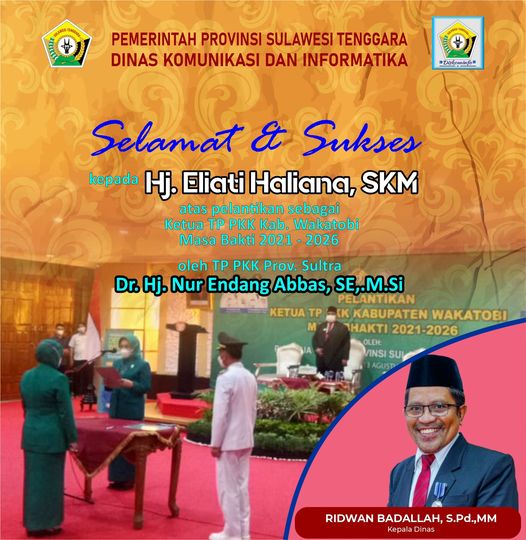 PEMERINTAH PROVINSI SULAWESI TENGGARA
DINAS KOMUNIKASI DAN INFORMATIKA
Selamat & Sukses
kepada Hj. Eliati Haliana, SKM
atas pelantikan sebagai
Ketua TP PKK Kab. Wakatobi
Masa Bakti 2021 - 2026
oleh TP PKK Prov. Sultra
Dr. Hj. Nur Endang Abbas, SE,.M.Si
PELANTIKAN
KETUA TP PKK KABUPATEN WAKATOBI
BHAKTI 2021-2026
OLEH:
RIDWAN BADALLAH, S.Pd.,MM
Kepala Dinas